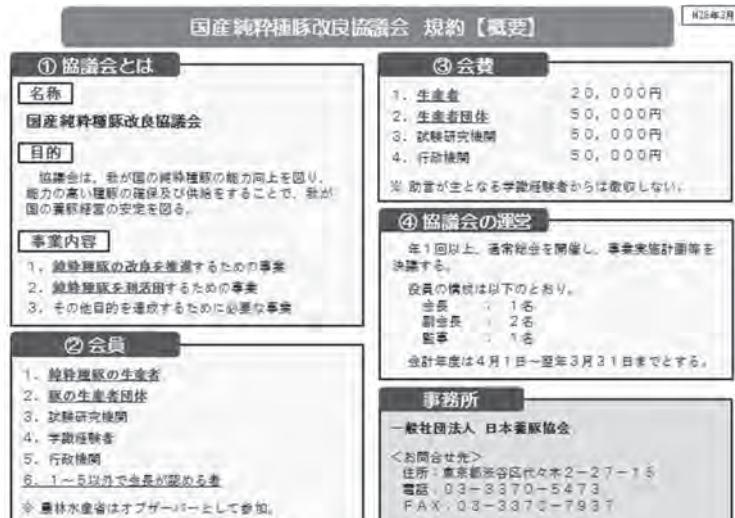 国産純粋種豚改良協議会 規約【概要】
H28年3月
① 協議会とは
名称
国産純粋種豚改良協議会
目的
協議会は、我が国の純粋種豚の能力向上を図り、
能力の高い種豚の確保及び供給をすることで、我が
国の養豚経営の安定を図る。
事業内容
1. 純粋種豚の改良を推進するための事業
2. 純粋種豚を利活用するための事業
3. その他目的を達成するために必要な事業
② 会員
1. 純粋種豚の生産者
2. 豚の生産者団体
3. 試験研究機関
4. 学識経験者
5. 行政機関
6. 1~5以外で会長が認める者
※ 農林水産省はオブザーバーとして参加。
③ 会費
1. 生産者 20,000円
2. 生産者団体 50,000円
3. 試験研究機関 50,000円
4. 行政機関 50,000円
※ 助言が主となる学識経験者からは徴収しない。
④ 協議会の運営
年1回以上、通常総会を開催し、事業実施計画等を
決議する。
役員の構成は以下のとおり。
会長 : 1名
副会長 : 2名
監事 : 1名
会計年度は4月1日~翌年3月31日までとする。
事務所
一般社団法人 日本養豚協会
<お問合せ先>
住所:東京都渋谷区代々木2-27-15
電話:03-3370-5473
FAX:03-3370-7937